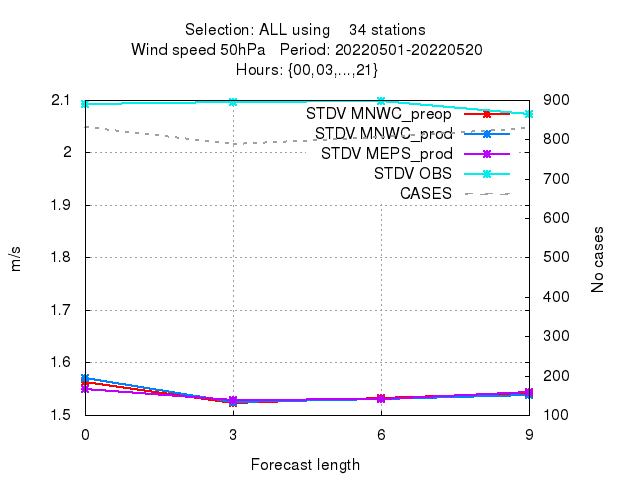 Selection: ALL using    34 stations
Wind speed 50hPa   Period: 20220501-20220520
Hours: {00,03,...,21}
2.1
2
1.9
1.8
1.7
1.6
1.5
m/s
STDV MNWC_preop
STDV MNWC_prod
STDV MEPS_prod
STDV OBS
CASES
900
800
700
600
500
400
300
200
100
No cases
0 3 6 9
Forecast length